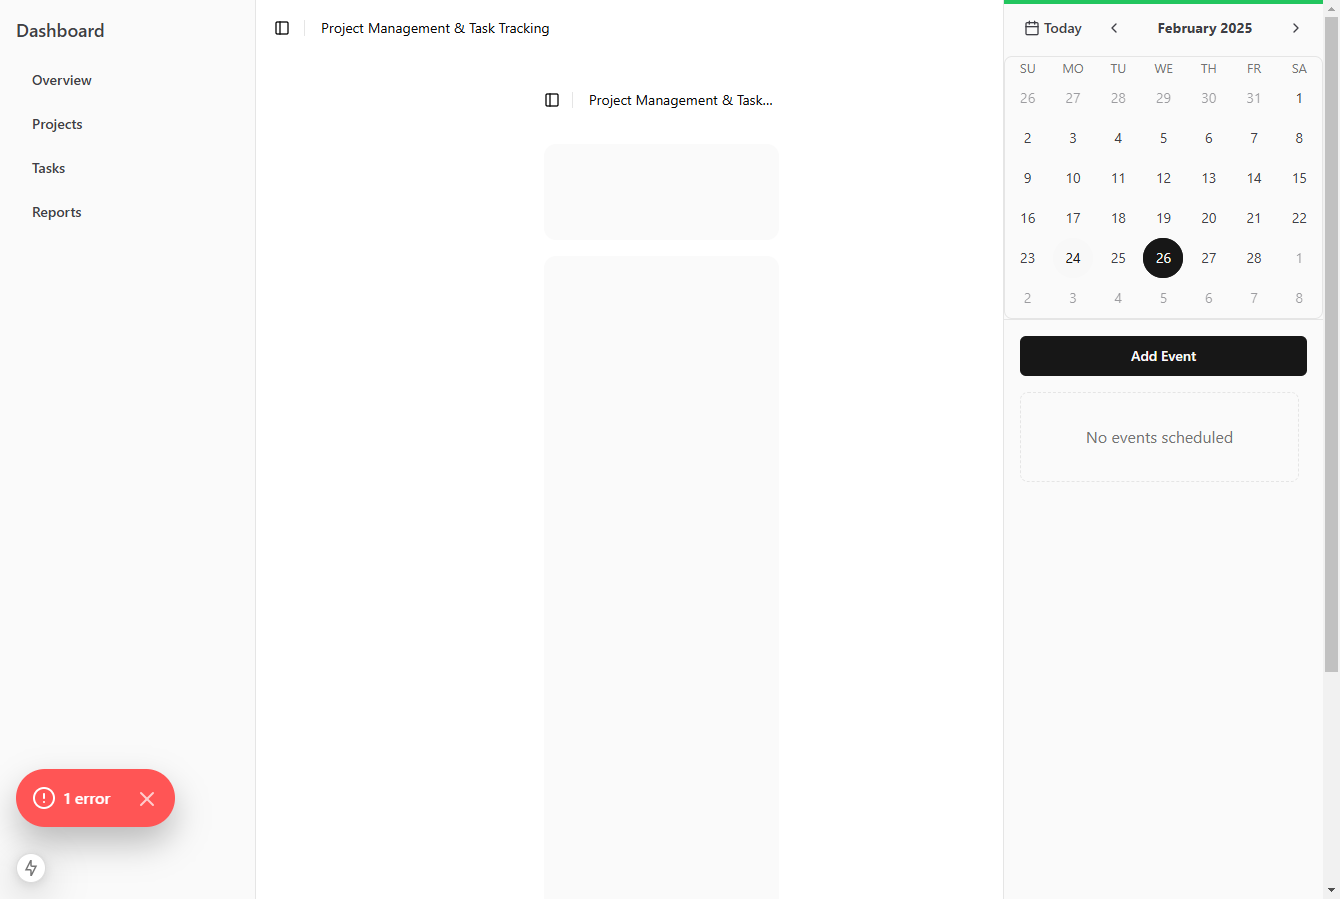 Dashboard
Overview
Projects
Tasks
Reports
1 error
Project Management & Task Tracking
Project Management & Task...
Today
February 2025
SU MO TU WE TH FR SA
26 27 28 29 30 31 1
2 3 4 5 6 7 8
9 10 11 12 13 14 15
16 17 18 19 20 21 22
23 24 25 26 27 28 1
2 3 4 5 6 7 8
Add Event
No events scheduled